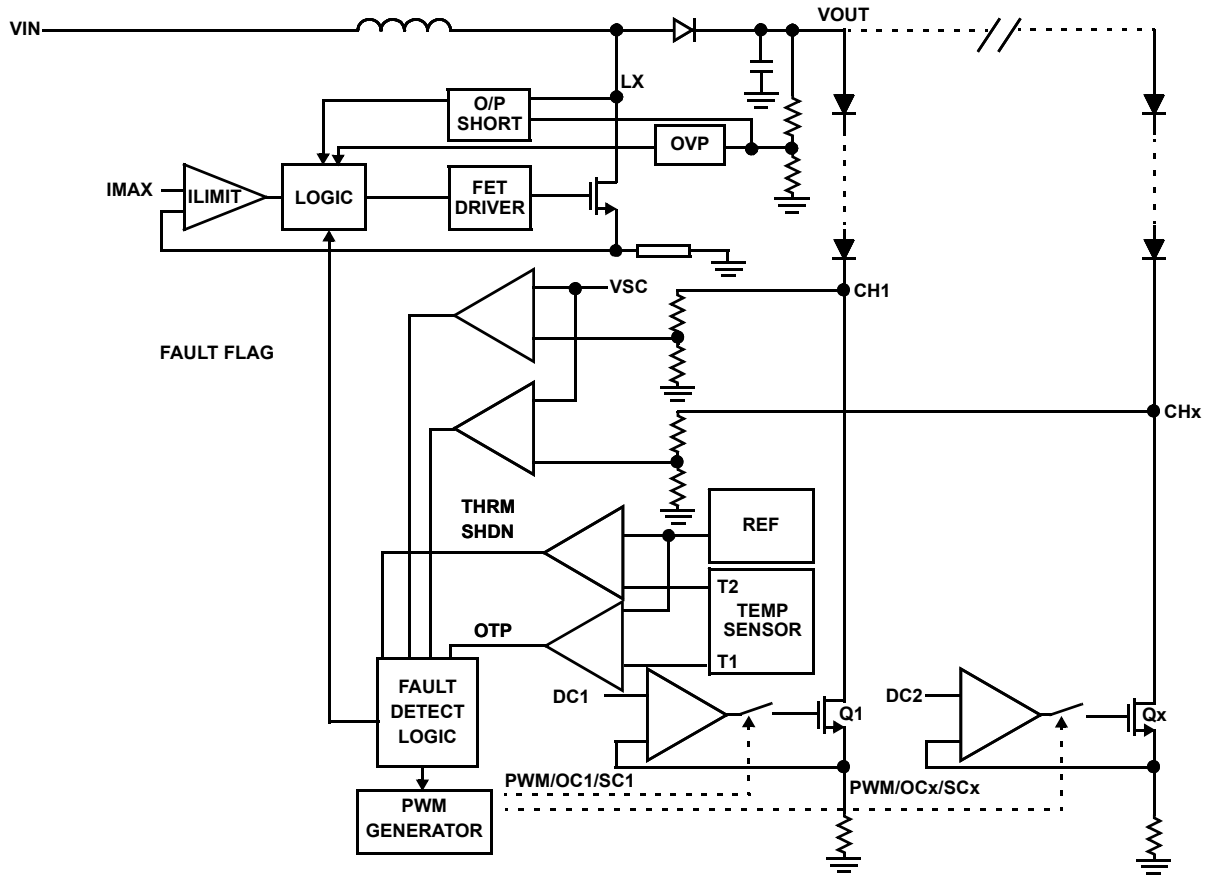 VIN
VOUT
LX
O/P
SHORT
OVP
IMAX
ILIMIT
LOGIC
FET
DRIVER
VSC
CH1
FAULT FLAG
CHx
THRM
SHDN
REF
T2
TEMP
SENSOR
OTP
T1
FAULT
DETECT
LOGIC
DC1
Q1
DC2
Qx
PWM/OC1/SC1
PWM/OCx/SCx
PWM
GENERATOR